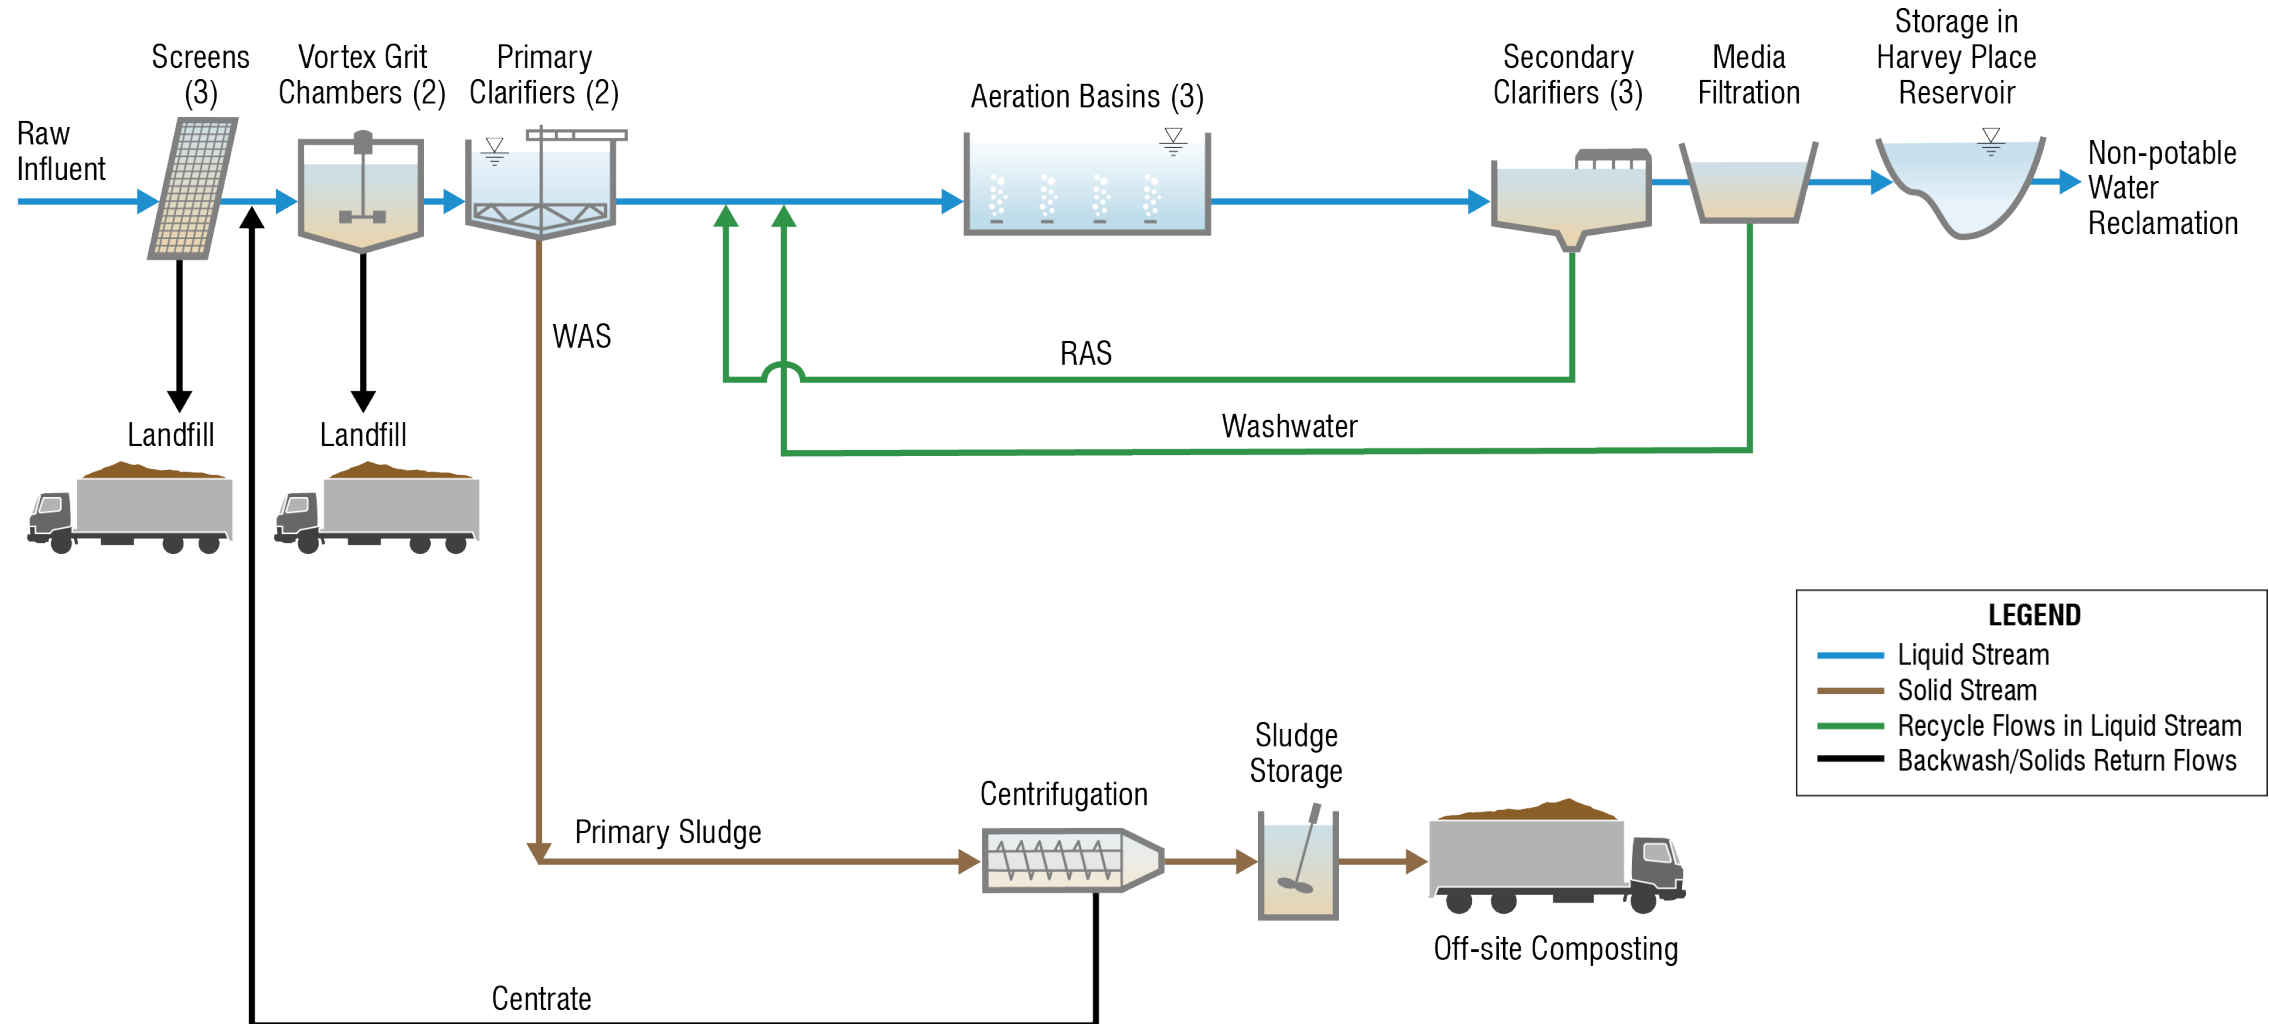 Screens
(3)
Vortex Grit
Chambers (2)
Primary
Clarifiers (2)
Aeration Basins (3)
Secondary
Clarifiers (3)
Media
Filtration
Storage in
Harvey Place
Reservoir
Raw
Influent
Non-potable
Water
Reclamation
WAS
RAS
Washwater
Landfill
Landfill
LEGEND
Liquid Stream
Solid Stream
Recycle Flows in Liquid Stream
Backwash/Solids Return Flows
Sludge
Storage
Centrifugation
Primary Sludge
Off-site Composting
Centrate